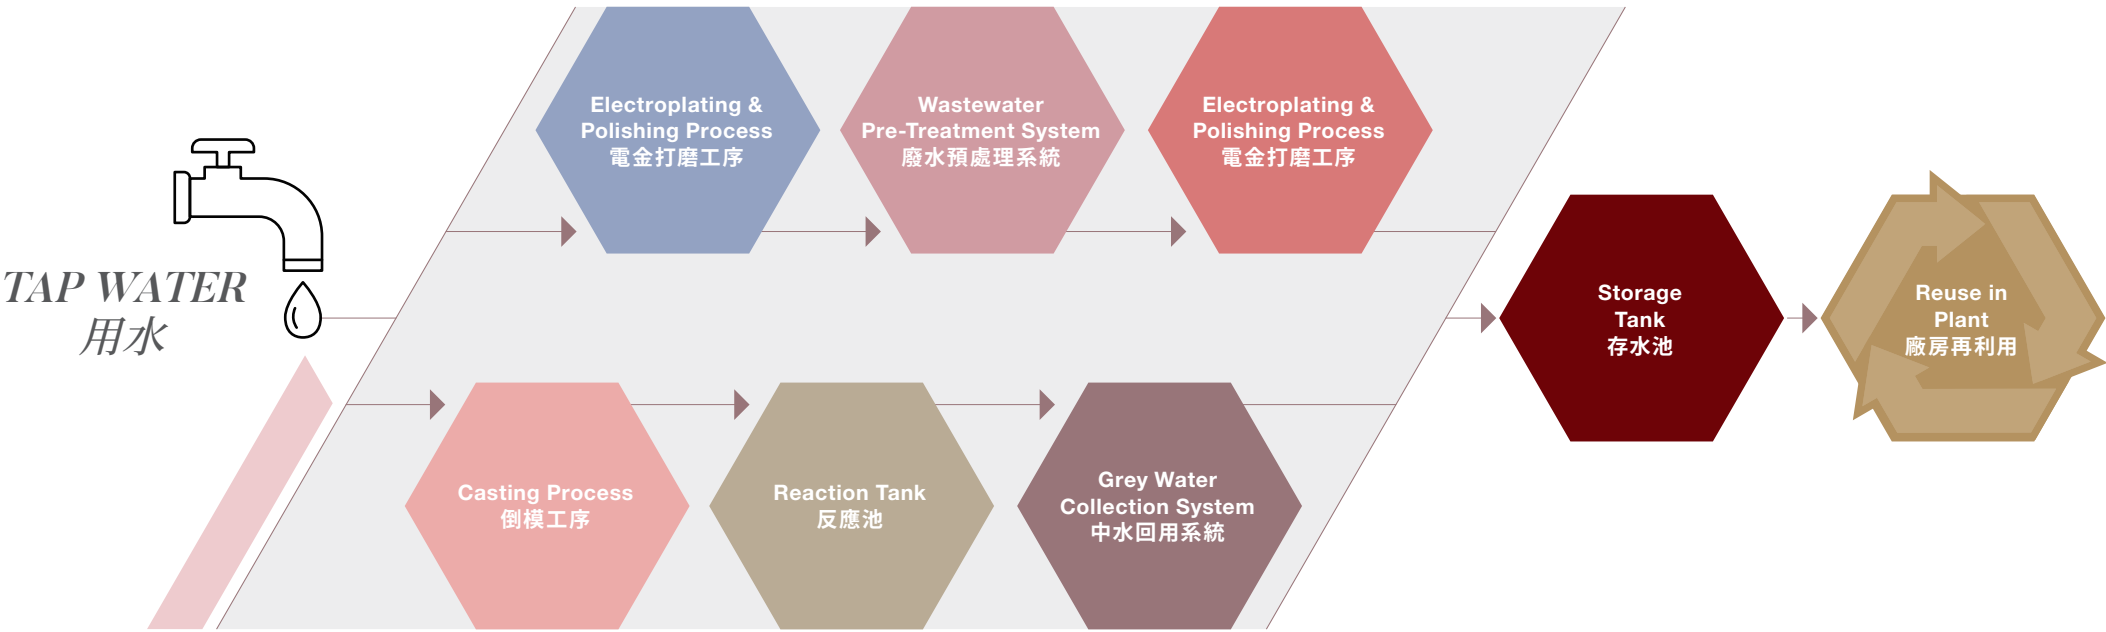 TAP WATER
用水
Electroplating &
Polishing Process
電金打磨工序
Wastewater
Pre-Treatment System
廢水預處理系統
Electroplating &
Polishing Process
電金打磨工序
Casting Process
倒模工序
Reaction Tank
反應池
Grey Water
Collection System
中水回用系統
Storage
Tank
存水池
Reuse in
Plant
廠房再利用